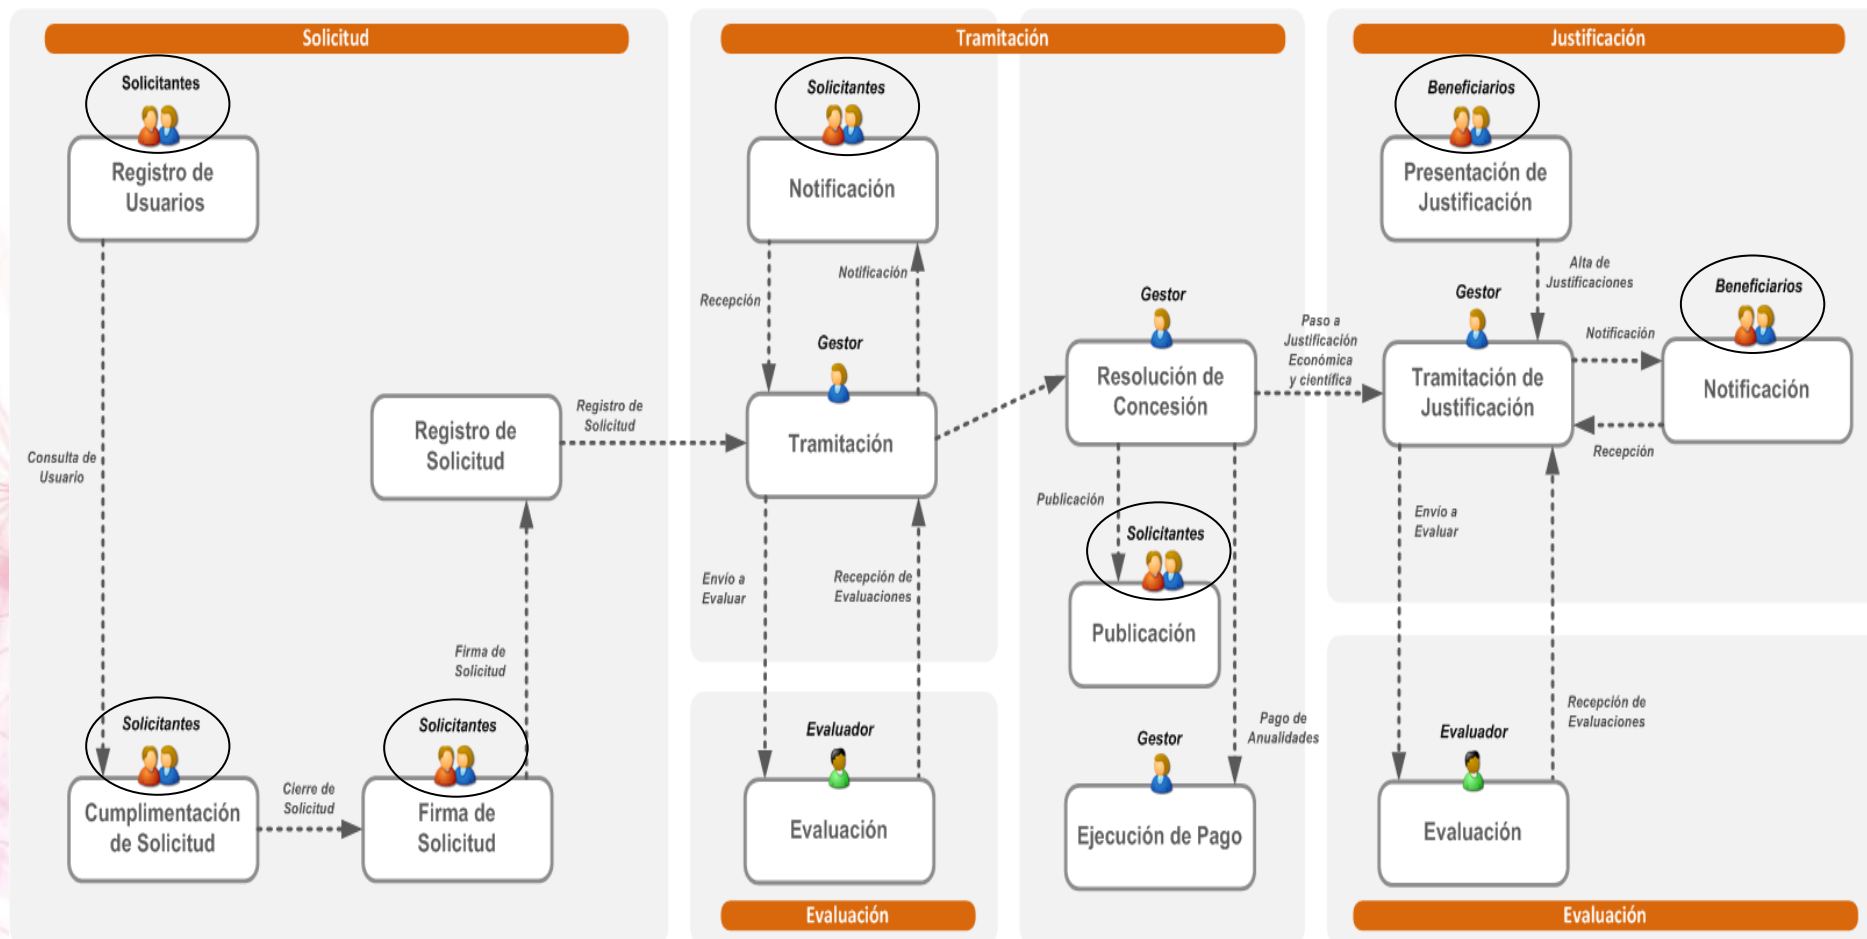 Solicitud
Solicitantes
Registro de
Usuarios
Consulta de
Usuario
Solicitantes
Cumplimentación
de Solicitud
Cierre de
Solicitud
Solicitantes
Firma de
Solicitud
Firma de
Solicitud
Registro de
Solicitud
Registro de
Solicitud
Tramitación
Solicitantes
Notificación
Recepción
Notificación
Gestor
Tramitación
Envío a
Evaluar
Recepción de
Evaluaciones
Evaluador
Evaluación
Evaluación
Gestor
Resolución de
Concesión
Publicación
Solicitantes
Publicación
Pago de
Anualidades
Gestor
Ejecución de Pago
Paso a
Justificación
Económica
y científica
Justificación
Beneficiarios
Presentación de
Justificación
Alta de
Justificaciones
Gestor
Tramitación de
Justificación
Notificación
Beneficiarios
Notificación
Recepción
Envío a
Evaluar
Recepción de
Evaluaciones
Evaluador
Evaluación
Evaluación